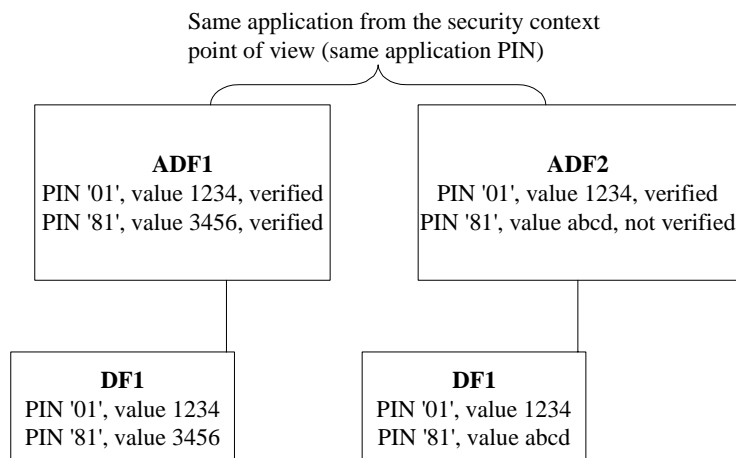 Same application from the security context
point of view (same application PIN)
ADF1
PIN '01', value 1234, verified
PIN '81', value 3456, verified
ADF2
PIN '01', value 1234, verified
PIN '81', value abcd, not verified
DF1
PIN '01', value 1234
PIN '81', value 3456
DF1
PIN '01', value 1234
PIN '81', value abcd